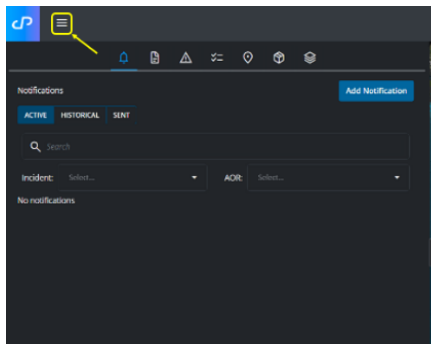 Notifications
Add Notification
ACTIVE HISTORICAL SENT
Search
Incident: Select... AOR: Select...
No notifications